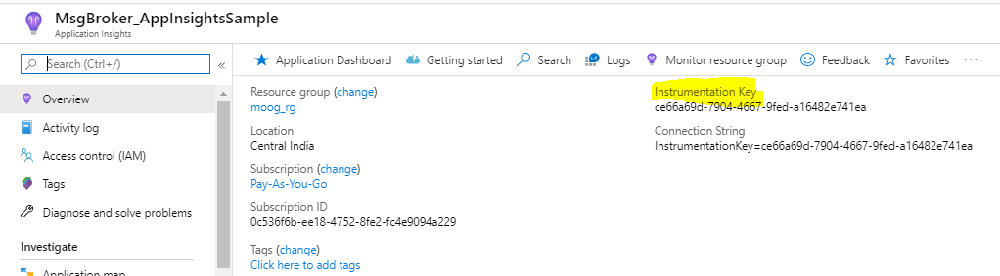 MsgBroker_AppInsightsSample
Application Insights
Search (Ctrl+/)
«
Overview
Activity log
Access control (IAM)
Tags
Diagnose and solve problems
Investigate
Application map
Application Dashboard Getting started Search Logs Monitor resource group Feedback Favorites ...
Resource group (change)
moog_rg
Location
Central India
Subscription (change)
Pay-As-You-Go
Subscription ID
0c536f6b-ee18-4752-8fe2-fc4e9094a229
Tags (change)
Click here to add tags
Instrumentation Key
ce66a69d-7904-4667-9fed-a16482e741ea
Connection String
InstrumentationKey=ce66a69d-7904-4667-9fed-a16482e741ea